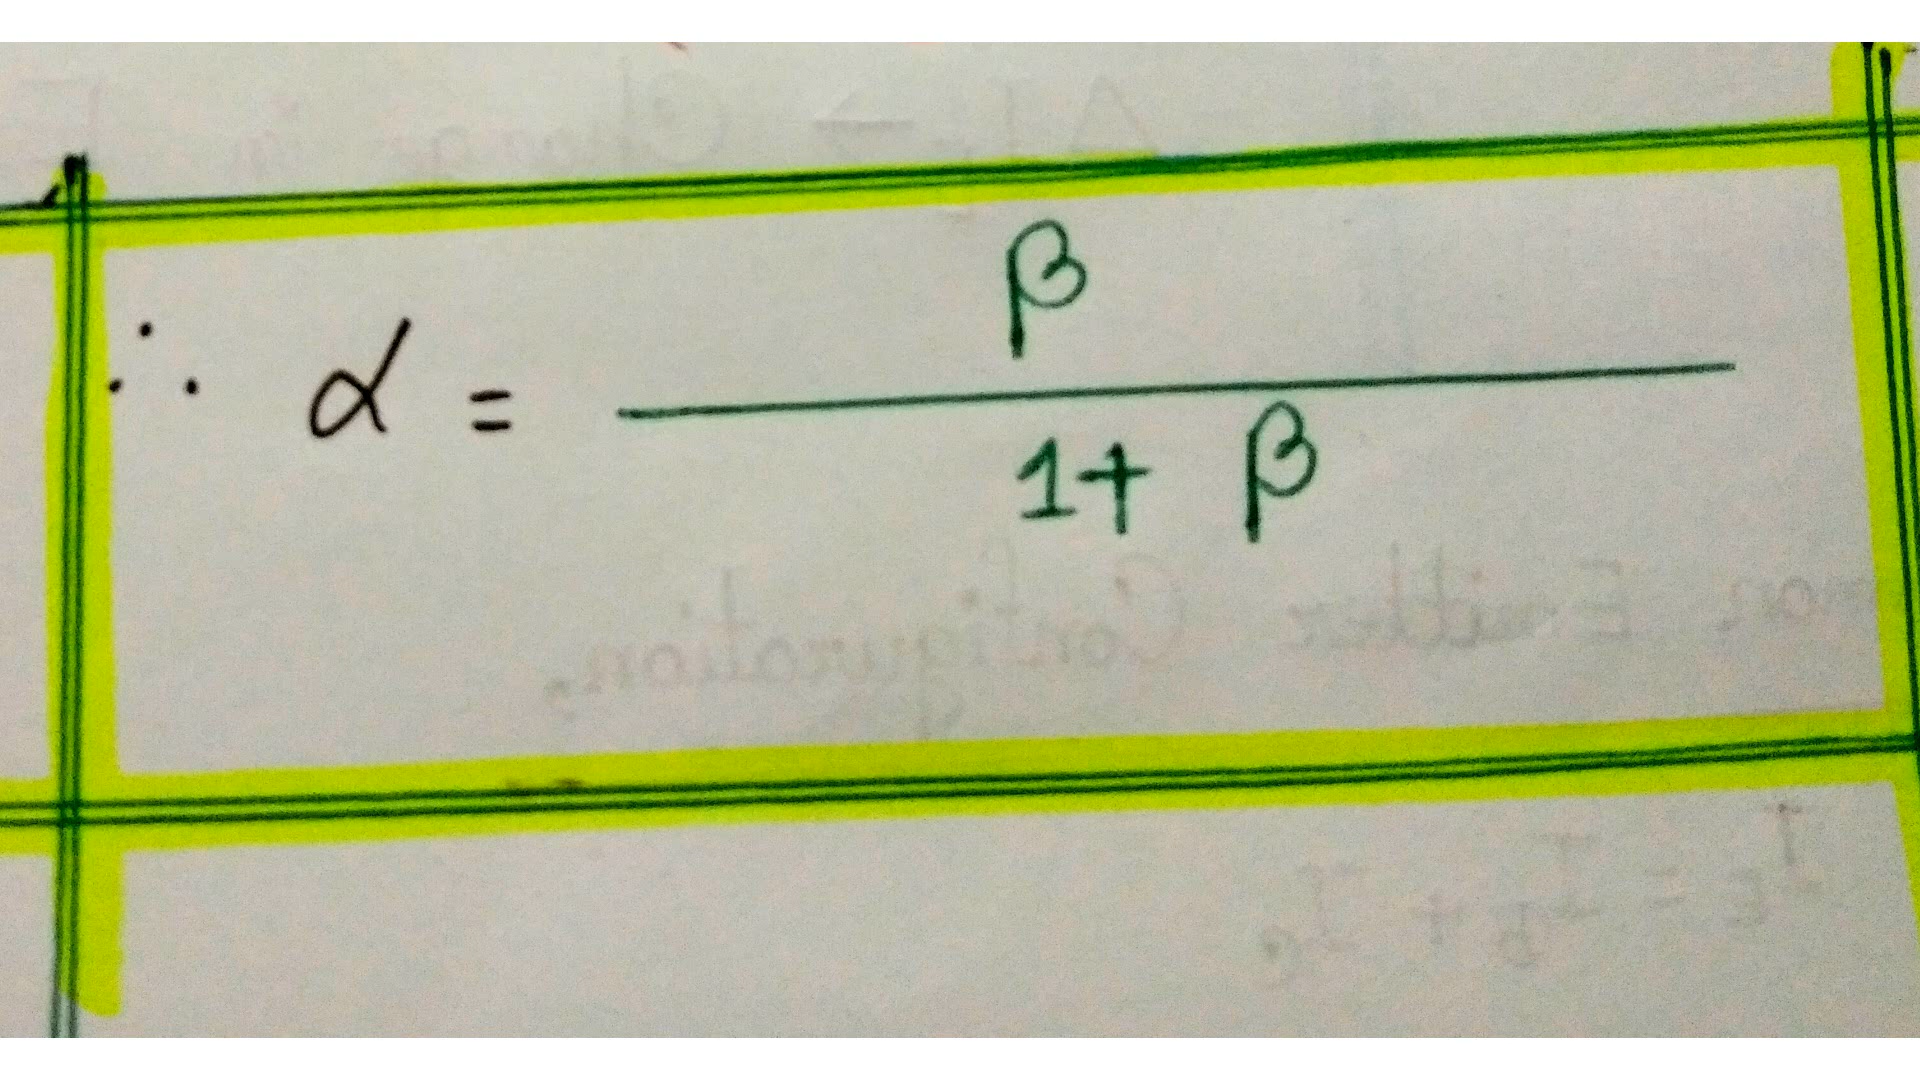 ∴ α = β / 1+ β